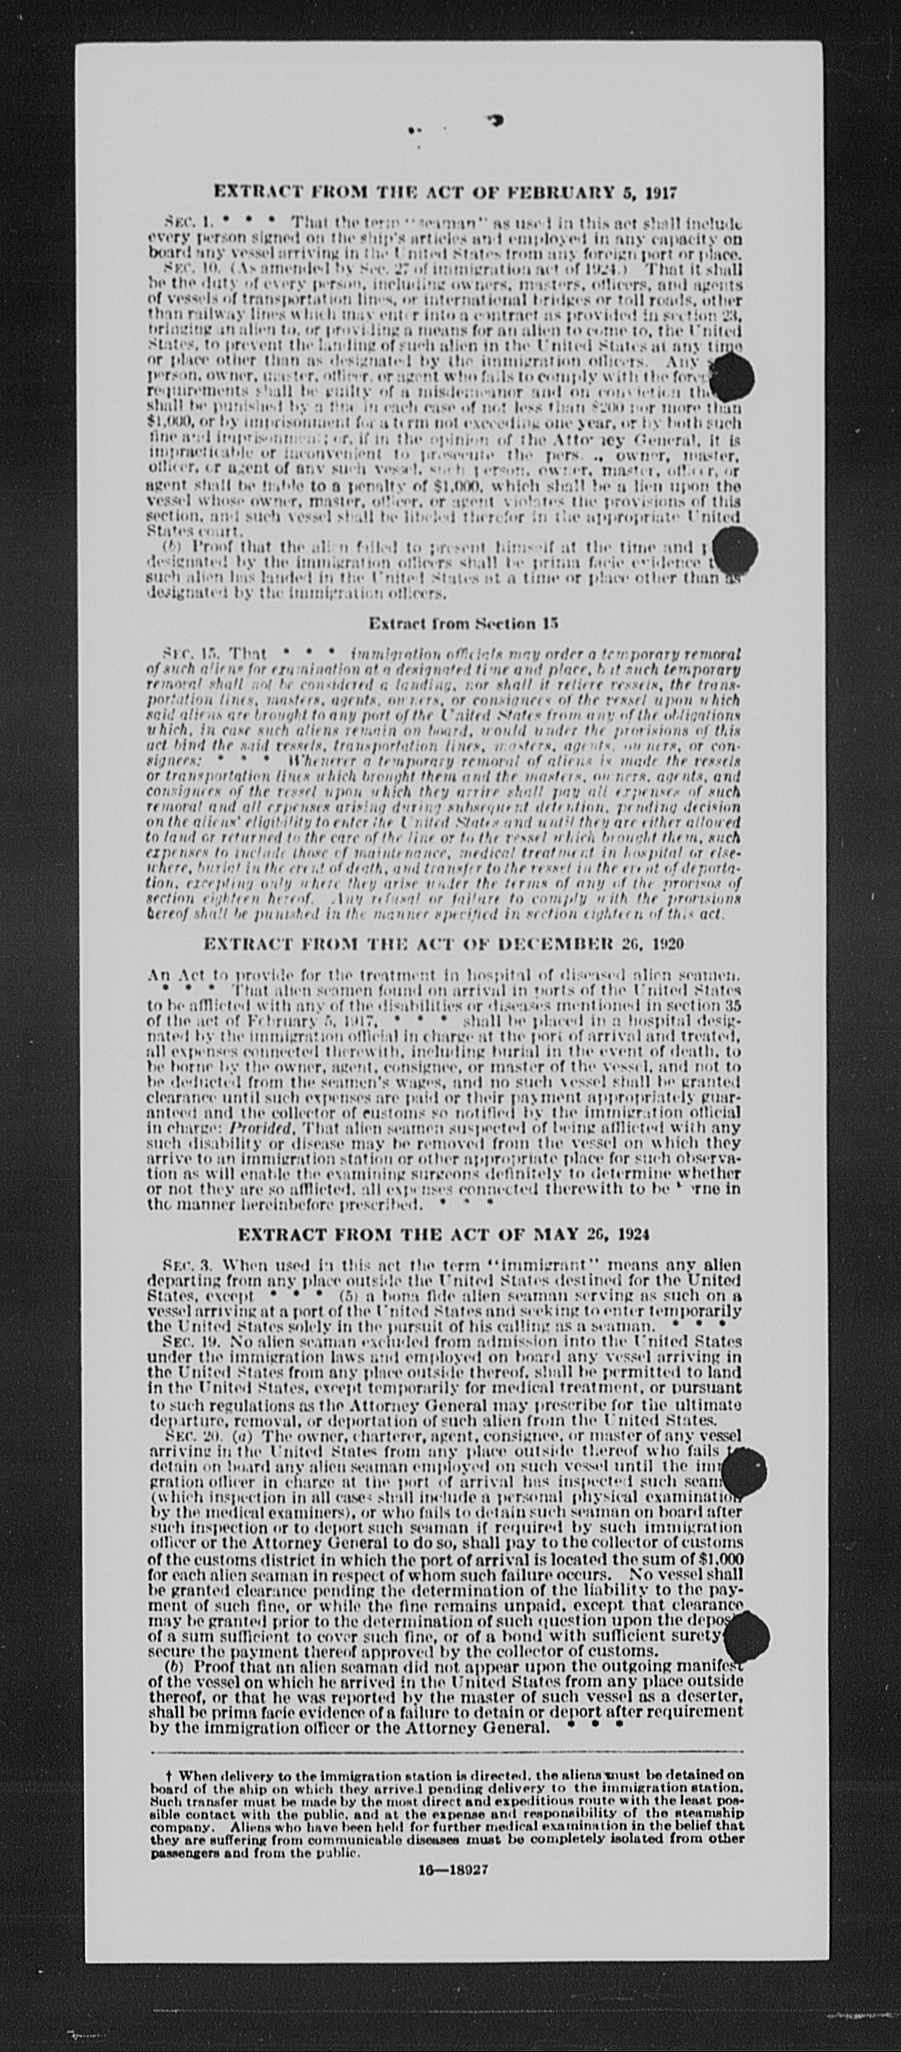 EXTRACT FROM THE ACT OF FEBRUARY 5, 1917
SEC. 1. * * * That the term "seaman" as used in this act shall include
every person signed on the ship's articles and employed in any capacity on
board any vessel arriving in the United States from any foreign port or place.
SEC. 10. (As amended by Sec. 27 of immigration act of 1924.) That it shall
be the duty of every person, including owners, masters, officers, and agents
of vessels of transportation lines, or international bridges or toll roads, other
than railway lines which may enter into a contract as provided in section 23,
bringing an alien to, or providing a means for an alien to come to, the United
States, to prevent the landing of such alien in the United States at any time
or place other than as designated by the immigration officers. Any
person, owner, master, officer, or agent who fails to comply with the
requirements shall be guilty of a misdemeanor and on conviction
shall be punished by a fine in each case of not less than $200 nor more than
$1,000, or by imprisonment for a term not exceeding one year, or by both such
fine and imprisonment; or, if in the opinion of the Attorney General, it is
impracticable or inconvenient to prosecute the pers. ., owner, master,
officer, or agent of any such vessel, such person, owner, master, officer, or
agent shall be liable to a penalty of $1,000, which shall be a lien upon the
vessel whose owner, master, officer, or agent violates the provisions of this
section, and such vessel shall be libeled therefor in the appropriate United
States court.
(b) Proof that the alien failed to present himself at the time and
designated by the immigration officers shall be prima facie evidence
such alien has landed in the United States at a time or place other than as
designated by the immigration officers.
Extract from Section 15
SEC. 15. That * * * immigration officials may order a temporary removal
of such aliens for examination at a designated time and place, but such temporary
removal shall not be considered a landing, nor shall it relieve vessels, the trans-
portation lines, masters, agents, owners, or consignees of the vessel upon which
said aliens are brought to any port of the United States from any of the obligations
which, in case such aliens remain on board, would under the provisions of this
act bind the said vessels, transportation lines, masters, agents, owners, or con-
signees: * * * Whenever a temporary removal of aliens is made the vessels
or transportation lines which brought them and the masters, owners, agents, and
consignees of the vessel upon which they arrive shall pay all expenses of such
removal and all expenses arising during subsequent detention, pending decision
on the aliens' eligibility to enter the United States and until they are either allowed
to land or returned to the care of the line or to the vessel which brought them, such
expenses to include those of maintenance, medical treatment in hospital or else-
where, burial in the event of death, and transfer to the vessel in the event of deporta-
tion, excepting only where they arise under the terms of any of the provisos of
section eighteen hereof. Any refusal or failure to comply with the provisions
hereof shall be punished in the manner specified in section eighteen of this act.
EXTRACT FROM THE ACT OF DECEMBER 26, 1920
An Act to provide for the treatment in hospital of diseased alien seamen.
* * * That alien seamen found on arrival in ports of the United States
to be afflicted with any of the disabilities or diseases mentioned in section 35
of the act of February 5, 1917, * * * shall be placed in a hospital desig-
nated by the immigration official in charge at the port of arrival and treated,
all expenses connected therewith, including burial in the event of death, to
be borne by the owner, agent, consignee, or master of the vessel, and not to
be deducted from the seamen's wages, and no such vessel shall be granted
clearance until such expenses are paid or their payment appropriately guar-
anteed and the collector of customs so notified by the immigration official
in charge: Provided, That alien seamen suspected of being afflicted with any
such disability or disease may be removed from the vessel on which they
arrive to an immigration station or other appropriate place for such observa-
tion as will enable the examining surgeons definitely to determine whether
or not they are so afflicted, all expenses connected therewith to be borne in
the manner hereinbefore prescribed. * * *
EXTRACT FROM THE ACT OF MAY 26, 1924
SEC. 3. When used in this act the term "immigrant" means any alien
departing from any place outside the United States destined for the United
States, except * * * (5) a bona fide alien seaman serving as such on a
vessel arriving at a port of the United States and seeking to enter temporarily
the United States solely in the pursuit of his calling as a seaman. * * *
SEC. 19. No alien seaman excluded from admission into the United States
under the immigration laws and employed on board any vessel arriving in
the United States from any place outside thereof, shall be permitted to land
in the United States, except temporarily for medical treatment, or pursuant
to such regulations as the Attorney General may prescribe for the ultimate
departure, removal, or deportation of such alien from the United States.
SEC. 20. (a) The owner, charterer, agent, consignee, or master of any vessel
arriving in the United States from any place outside thereof who fails
detain on board any alien seaman employed on such vessel until the immi-
gration officer in charge at the port of arrival has inspected such seaman
(which inspection in all cases shall include a personal physical examination
by the medical examiners), or who fails to detain such seaman on board after
such inspection or to deport such seaman if required by such immigration
officer or the Attorney General to do so, shall pay to the collector of customs
of the customs district in which the port of arrival is located the sum of $1,000
for each alien seaman in respect of whom such failure occurs. No vessel shall
be granted clearance pending the determination of the liability to the pay-
ment of such fine, or while the fine remains unpaid, except that clearance
may be granted prior to the determination of such question upon the deposit
of a sum sufficient to cover such fine, or of a bond with sufficient surety
secure the payment thereof approved by the collector of customs.
(b) Proof that an alien seaman did not appear upon the outgoing manifest
of the vessel on which he arrived in the United States from any place outside
thereof, or that he was reported by the master of such vessel as a deserter,
shall be prima facie evidence of a failure to detain or deport after requirement
by the immigration officer or the Attorney General. * * *
† When delivery to the immigration station is directed, the aliens must be detained on
board of the ship on which they arrived pending delivery to the immigration station.
Such transfer must be made by the most direct and expeditious route with the least pos-
sible contact with the public, and at the expense and responsibility of the steamship
company. Aliens who have been held for further medical examination in the belief that
they are suffering from communicable diseases must be completely isolated from other
passengers and from the public.
16—18927